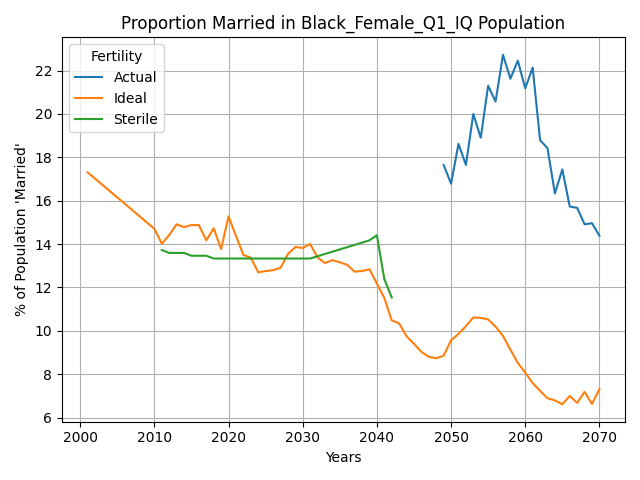 Proportion Married in Black_Female_Q1_IQ Population
% of Population 'Married'
Fertility
Actual
Ideal
Sterile
22
20
18
16
14
12
10
8
6
2000 2010 2020 2030 2040 2050 2060 2070
Years